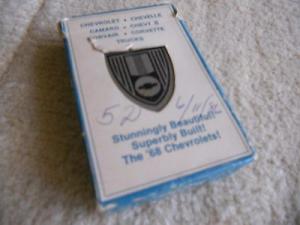 CHEVROLET • CHEVELLE
CAMARO • CHEVY II
CORVAIR • CORVETTE
TRUCKS
52
Stunningly Beautiful!
Superbly Built!
The '68 Chevrolets!